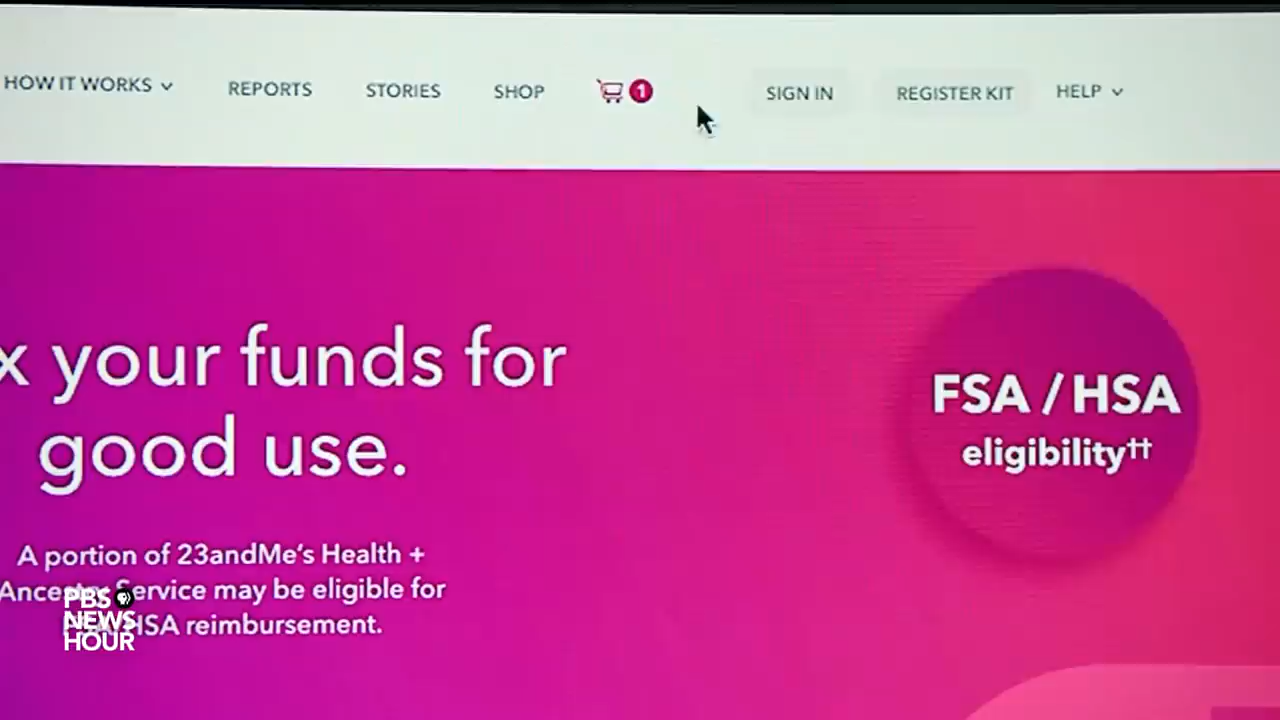 HOW IT WORKS
REPORTS
STORIES
SHOP
1
SIGN IN
REGISTER KIT
HELP
x your funds for
good use.
FSA / HSA
eligibility††
A portion of 23andMe's Health +
Service may be eligible for
HSA reimbursement.
PBS
NEWS
HOUR